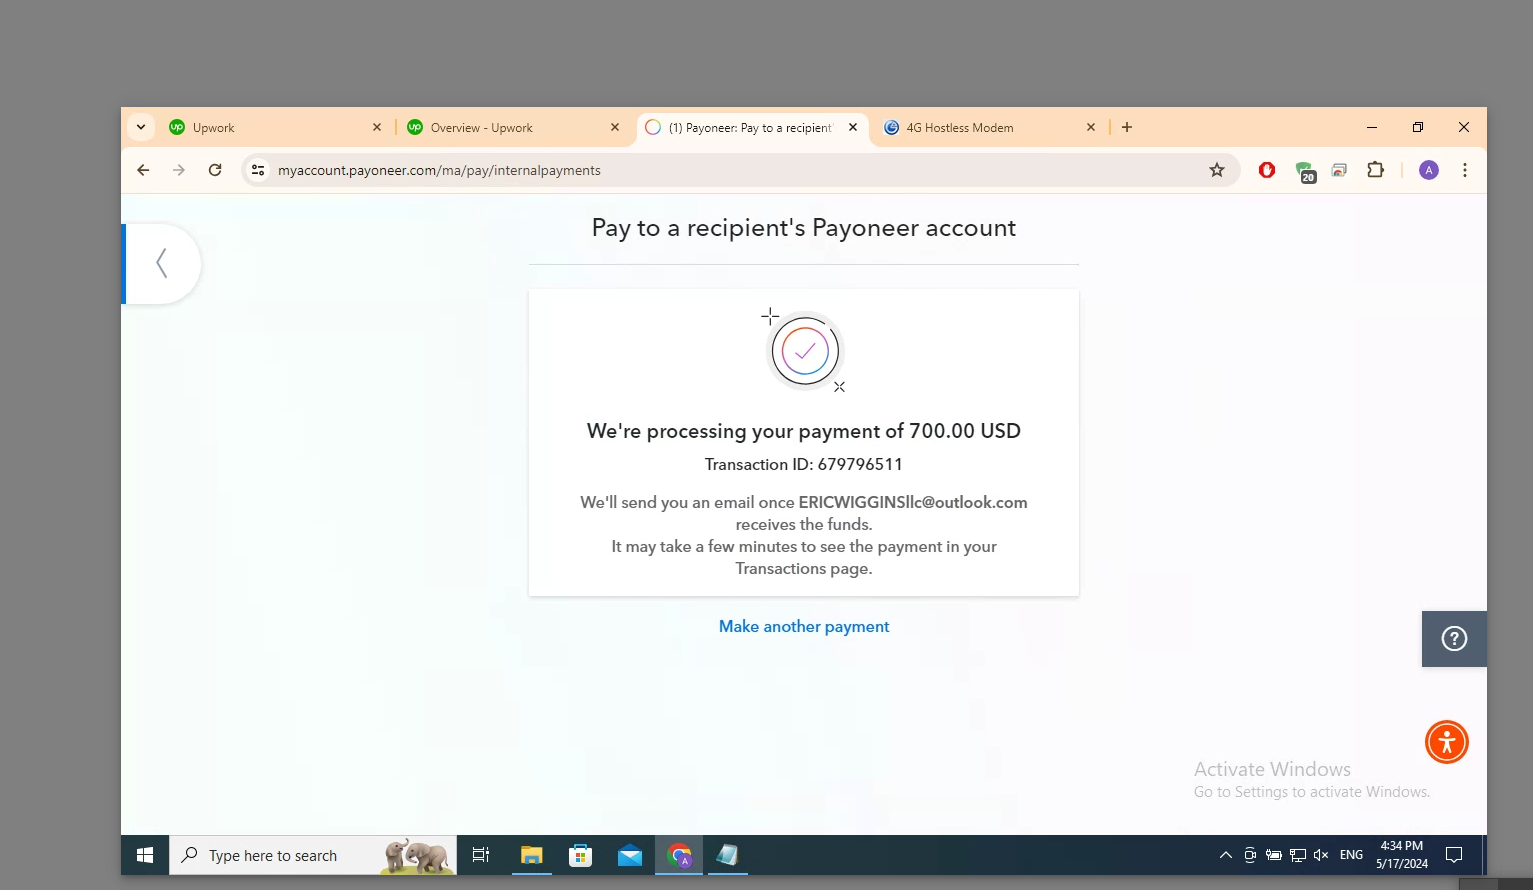 Upwork
Overview - Upwork
(1) Payoneer: Pay to a recipient'
4G Hostless Modem
myaccount.payoneer.com/ma/pay/internalpayments
20
A
Pay to a recipient's Payoneer account
We're processing your payment of 700.00 USD
Transaction ID: 679796511
We'll send you an email once ERICWIGGINSllc@outlook.com
receives the funds.
It may take a few minutes to see the payment in your
Transactions page.
Make another payment
Activate Windows
Go to Settings to activate Windows.
Type here to search
ENG
4:34 PM
5/17/2024